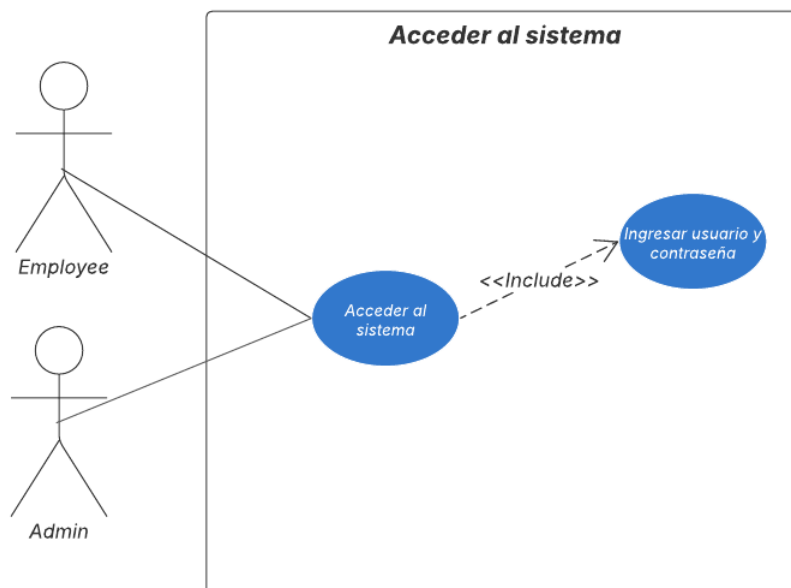 Acceder al sistema
Employee
Ingresar usuario y
contraseña
<<Include>>
Acceder al
sistema
Admin